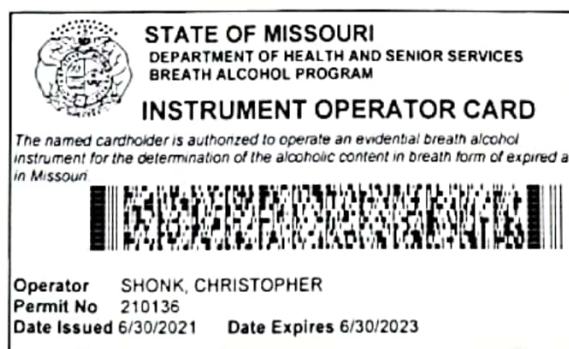 STATE OF MISSOURI
DEPARTMENT OF HEALTH AND SENIOR SERVICES
BREATH ALCOHOL PROGRAM
INSTRUMENT OPERATOR CARD
The named cardholder is authorized to operate an evidential breath alcohol
instrument for the determination of the alcoholic content in breath form of expired a
in Missouri
Operator SHONK, CHRISTOPHER
Permit No 210136
Date Issued 6/30/2021 Date Expires 6/30/2023